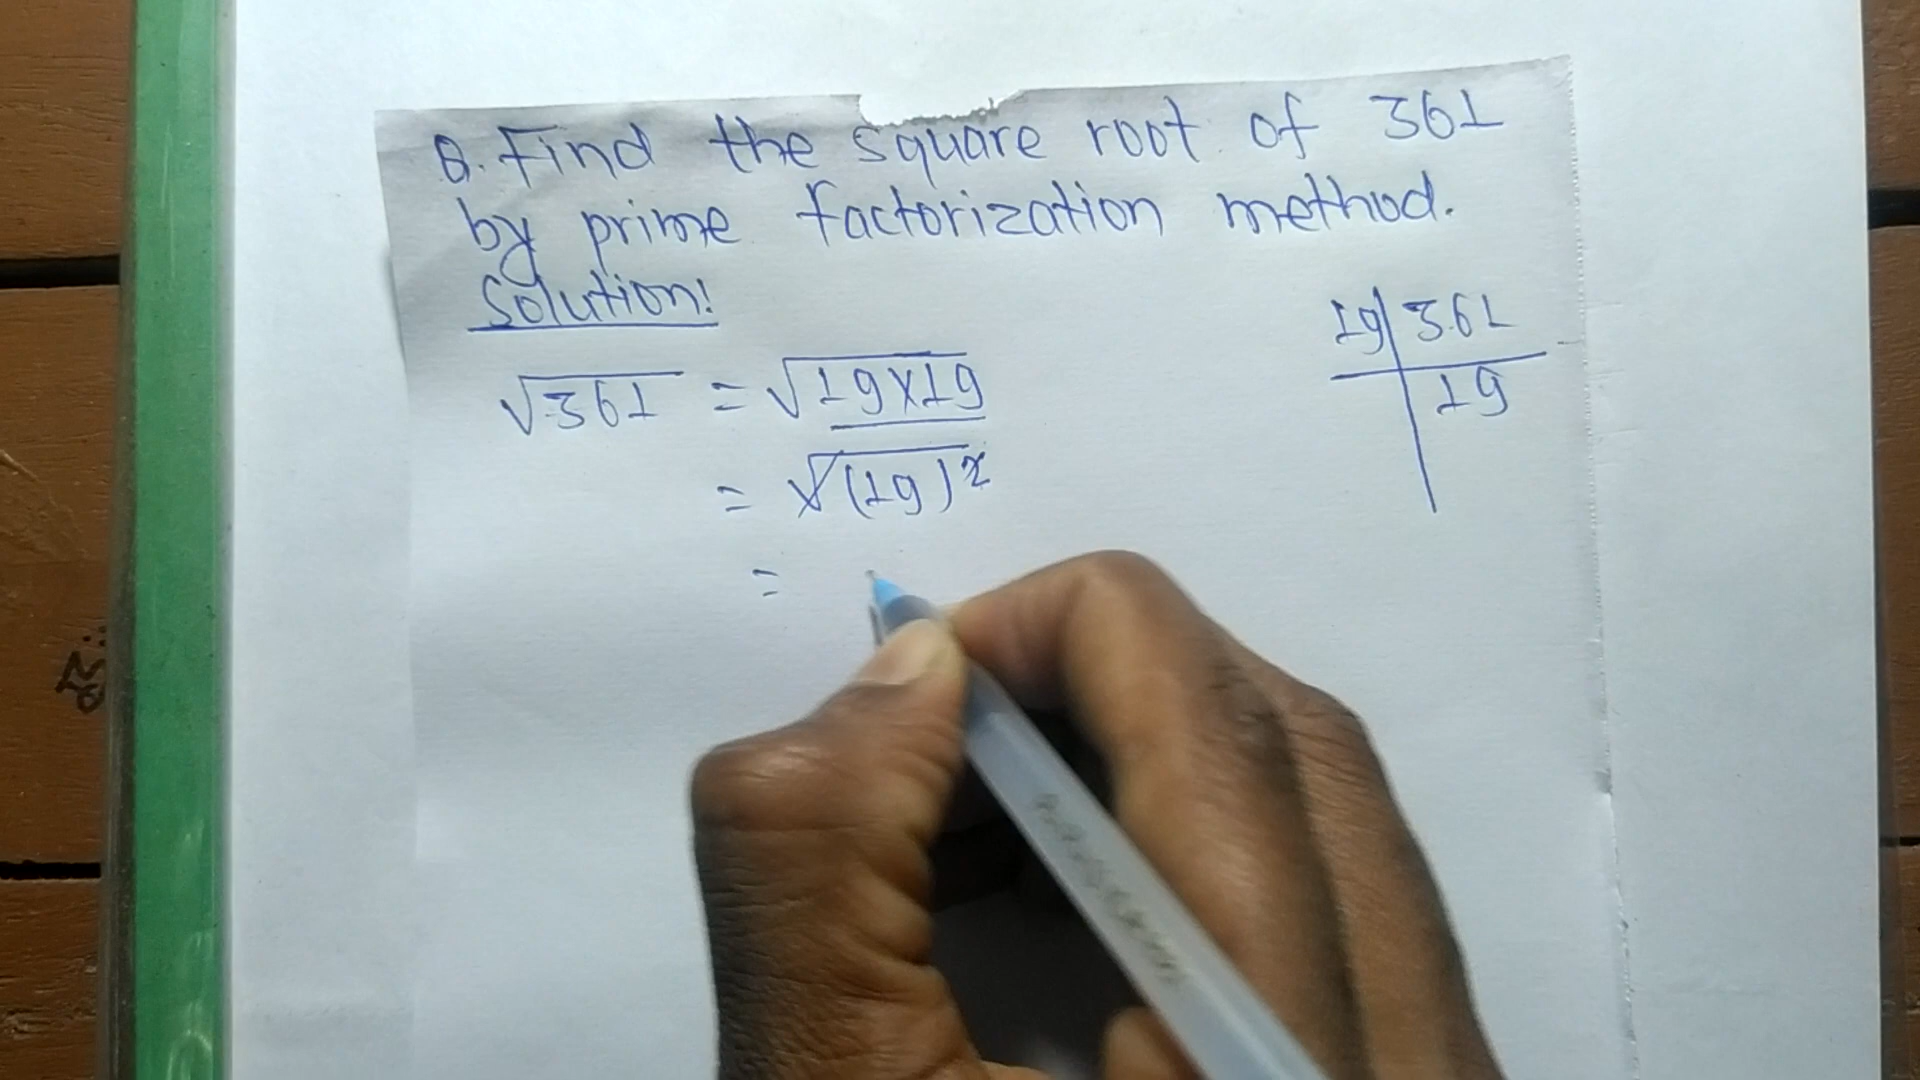 Q. Find the square root of 361
by prime factorization method.
Solution:
√361 = √19×19
= √(19)²
=
19 | 361
19